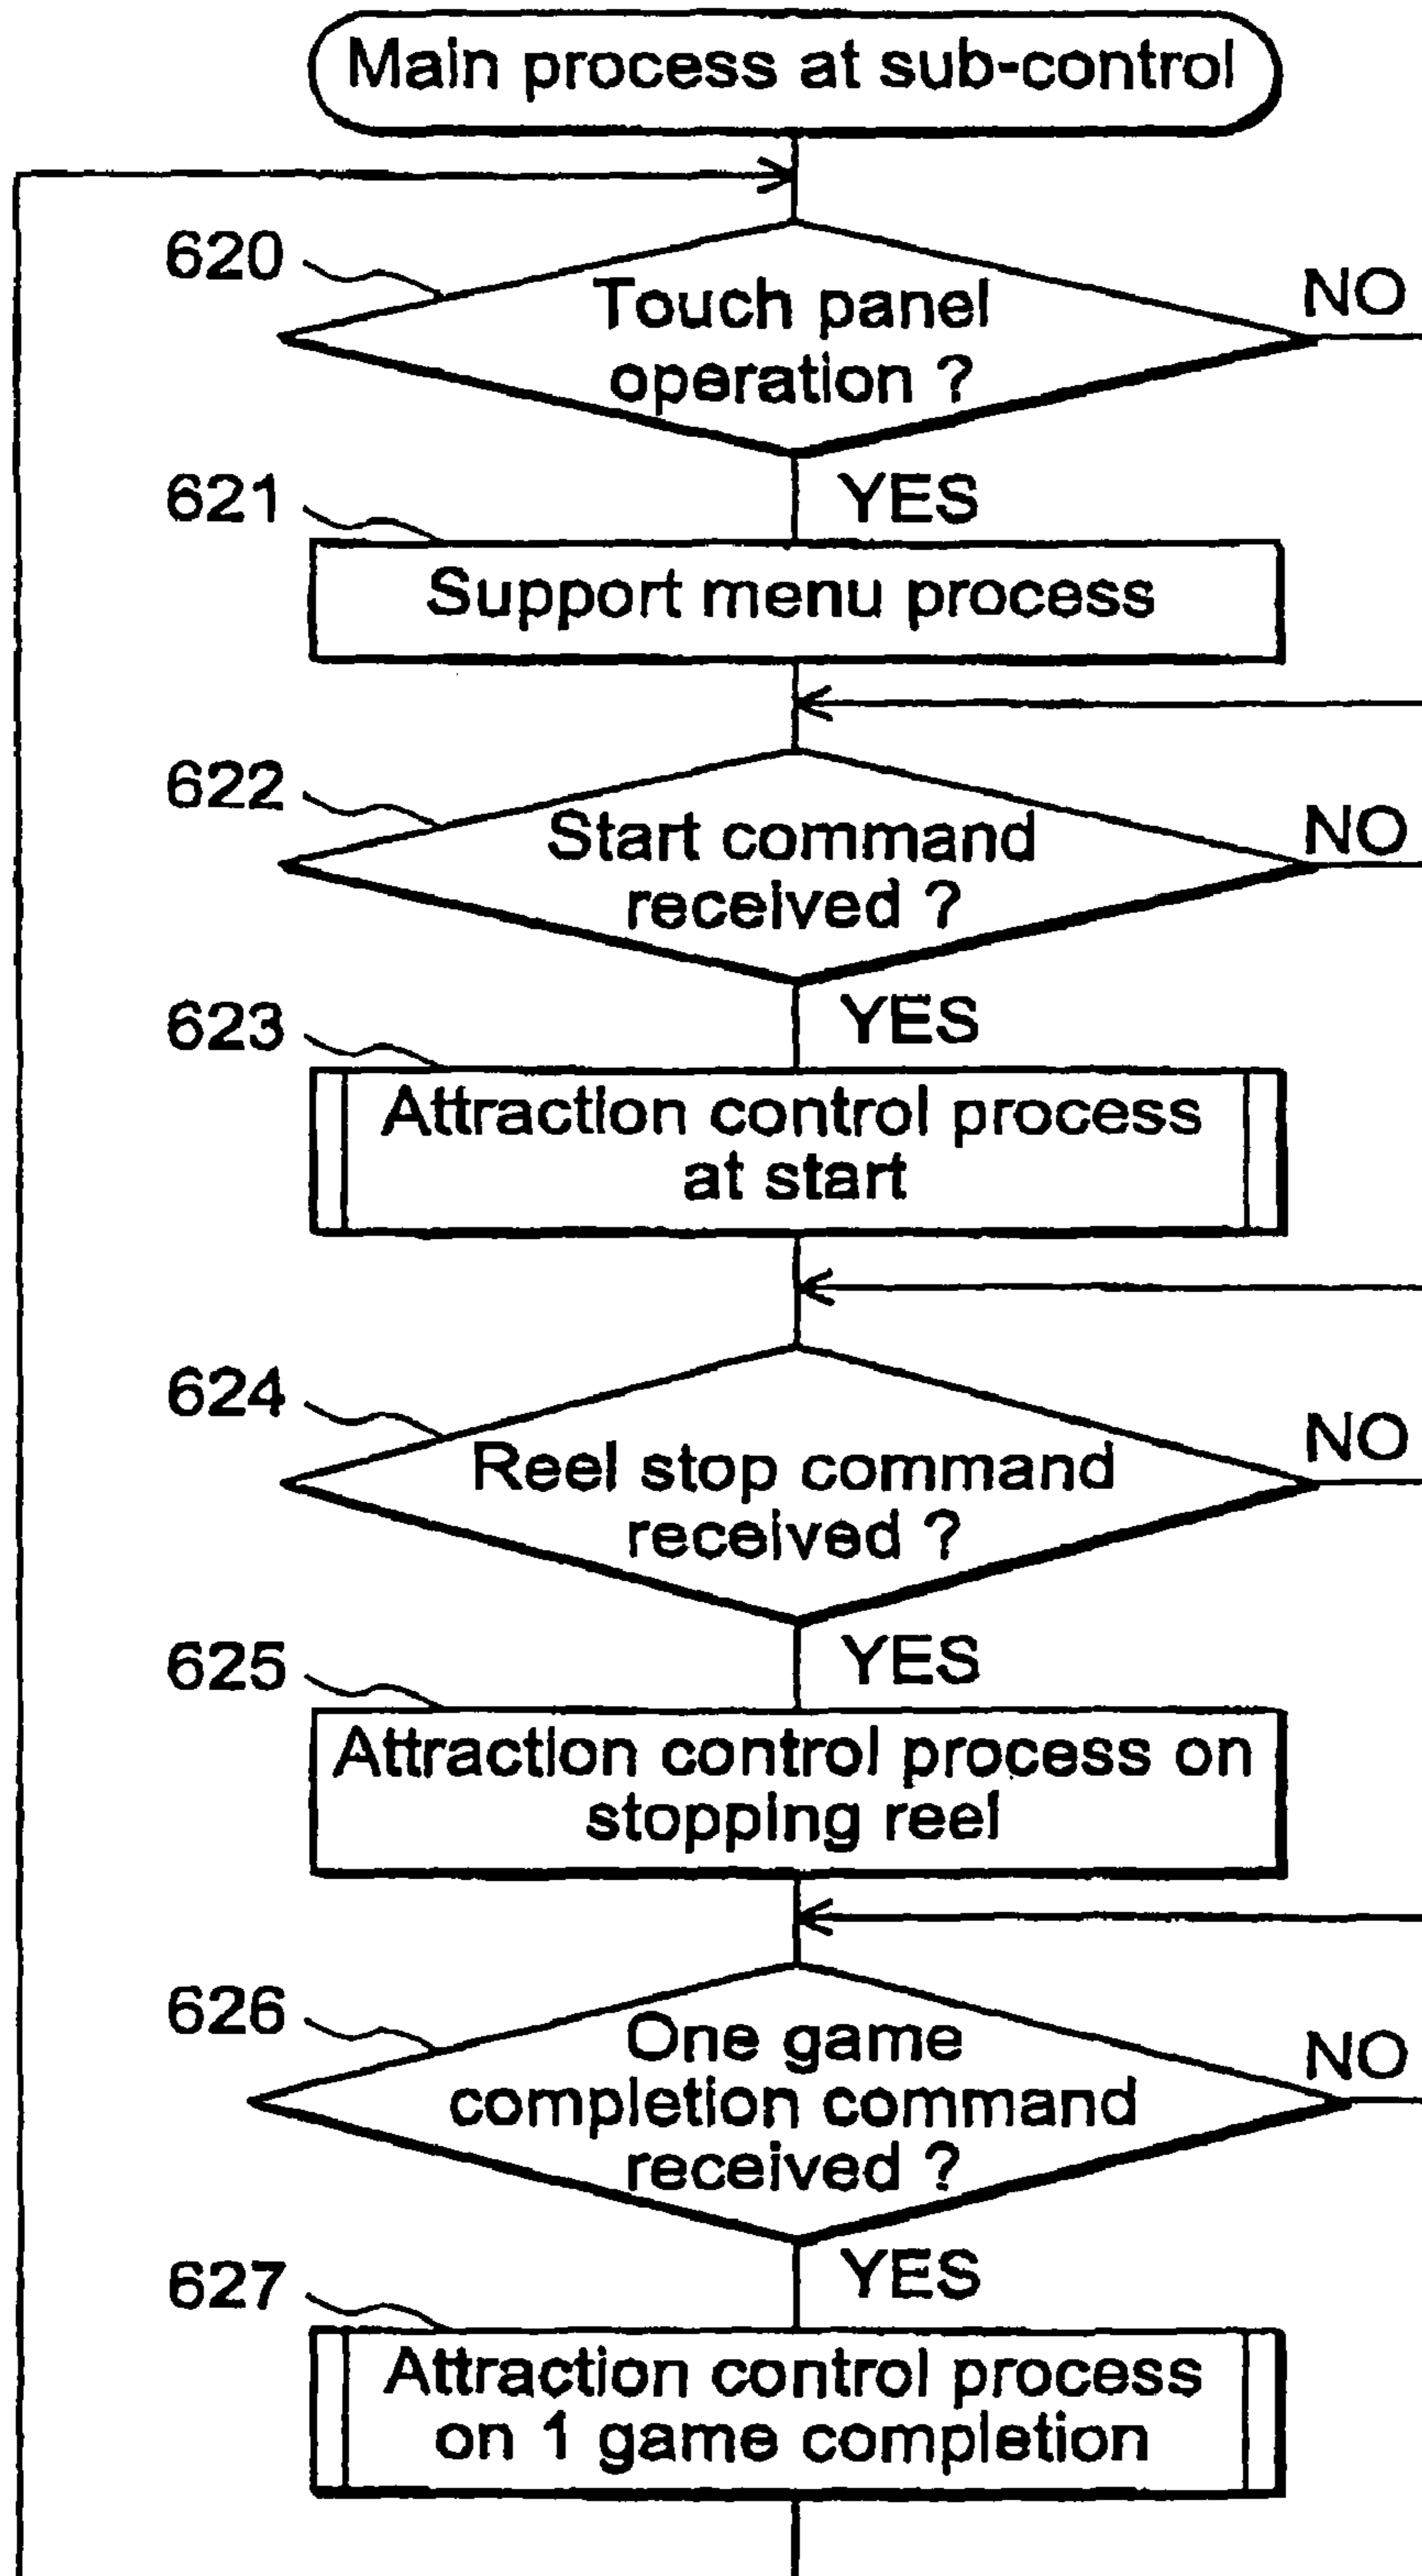 Main process at sub-control
620
Touch panel
NO
operation ?
621
YES
Support menu process
622
Start command
NO
received ?
623
YES
Attraction control process
at start
624
Reel stop command
NO
received ?
625
YES
Attraction control process on
stopping reel
626
One game
NO
completion command
received ?
627
YES
Attraction control process
on 1 game completion